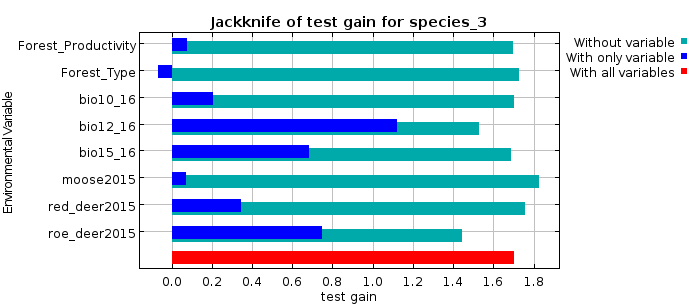 Jackknife of test gain for species_3
Without variable
With only variable
With all variables
Environmental Variable
Forest_Productivity
Forest_Type
bio10_16
bio12_16
bio15_16
moose2015
red_deer2015
roe_deer2015
0.0 0.2 0.4 0.6 0.8 1.0 1.2 1.4 1.6 1.8
test gain